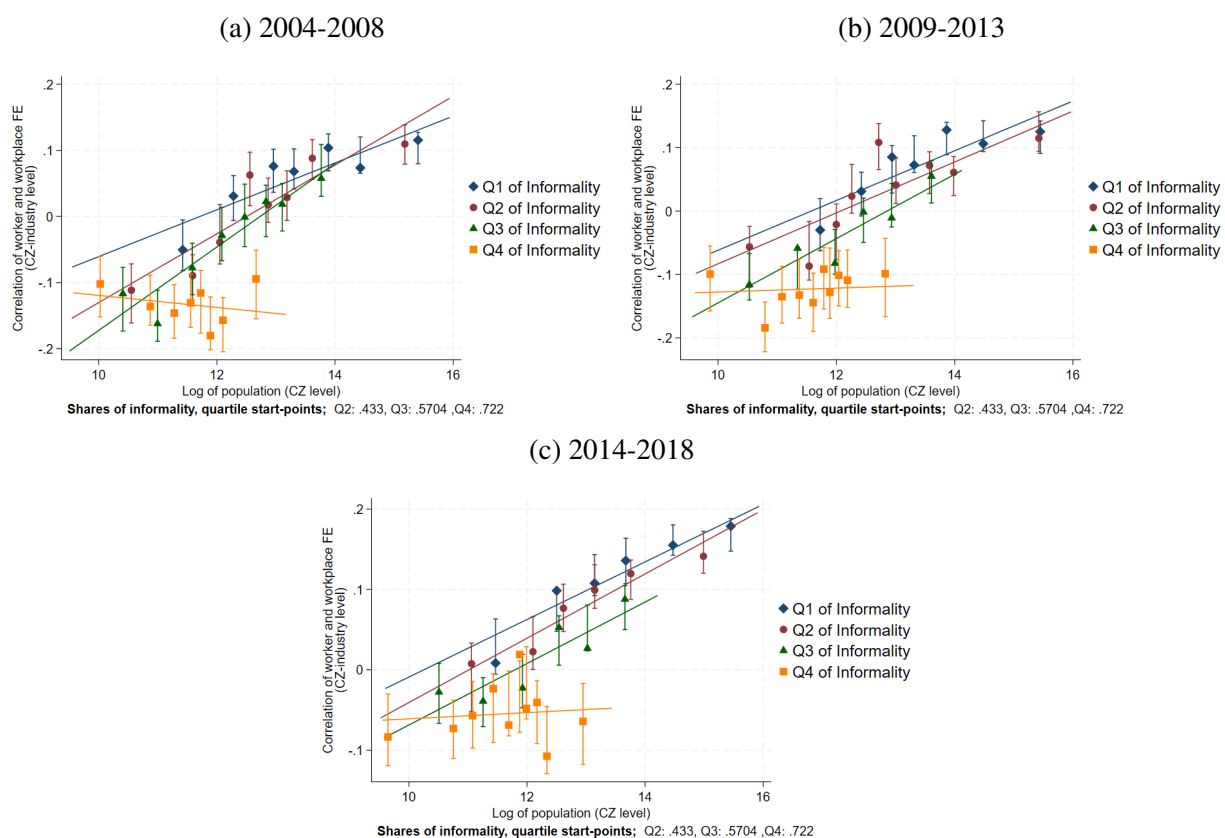 (a) 2004-2008
Correlation of worker and workplace FE
(CZ-industry level)
.2
.1
0
-.1
-.2
10
12
14
16
Log of population (CZ level)
Shares of informality, quartile start-points; Q2: .433, Q3: .5704 ,Q4: .722
Q1 of Informality
Q2 of Informality
Q3 of Informality
Q4 of Informality
(b) 2009-2013
Correlation of worker and workplace FE
(CZ-industry level)
.2
.1
0
-.1
-.2
10
12
14
16
Log of population (CZ level)
Shares of informality, quartile start-points; Q2: .433, Q3: .5704 ,Q4: .722
Q1 of Informality
Q2 of Informality
Q3 of Informality
Q4 of Informality
(c) 2014-2018
Correlation of worker and workplace FE
(CZ-industry level)
.2
.1
0
-.1
10
12
14
16
Log of population (CZ level)
Shares of informality, quartile start-points; Q2: .433, Q3: .5704 ,Q4: .722
Q1 of Informality
Q2 of Informality
Q3 of Informality
Q4 of Informality